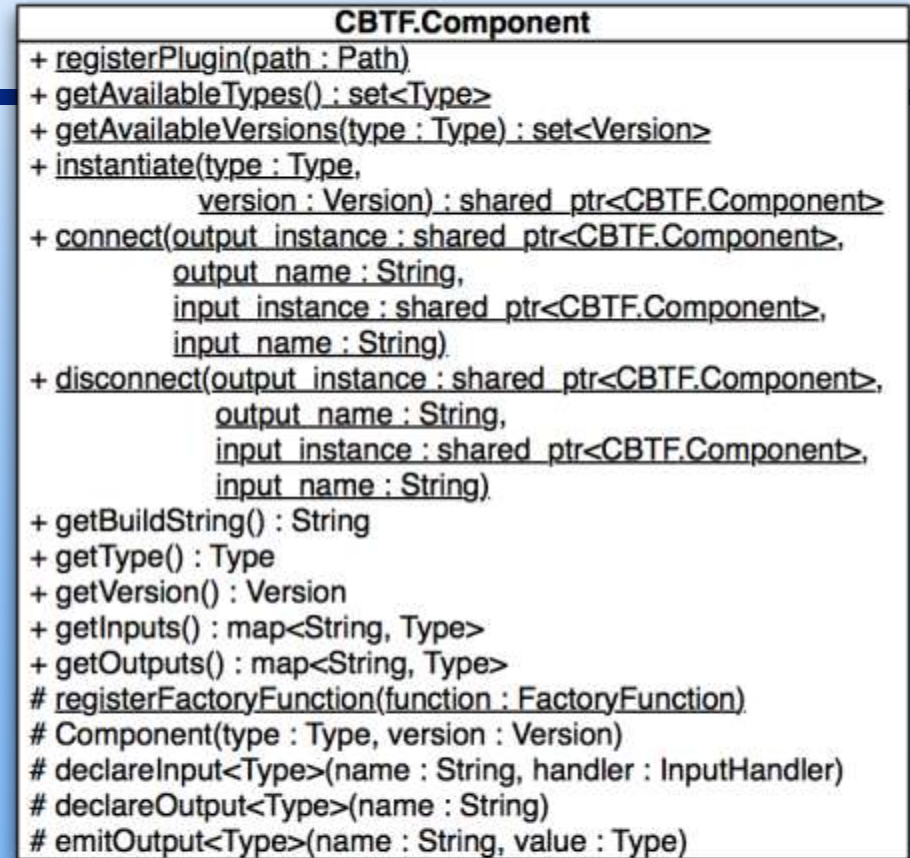 CBTF.Component
+ registerPlugin(path : Path)
+ getAvailableTypes() : set<Type>
+ getAvailableVersions(type : Type) : set<Version>
+ instantiate(type : Type,
version : Version) : shared_ptr<CBTF.Component>
+ connect(output_instance : shared_ptr<CBTF.Component>,
output_name : String,
input_instance : shared_ptr<CBTF.Component>,
input_name : String)
+ disconnect(output_instance : shared_ptr<CBTF.Component>,
output_name : String,
input_instance : shared_ptr<CBTF.Component>,
input_name : String)
+ getBuildString() : String
+ getType() : Type
+ getVersion() : Version
+ getInputs() : map<String, Type>
+ getOutputs() : map<String, Type>
# registerFactoryFunction(function : FactoryFunction)
# Component(type : Type, version : Version)
# declareInput<Type>(name : String, handler : InputHandler)
# declareOutput<Type>(name : String)
# emitOutput<Type>(name : String, value : Type)